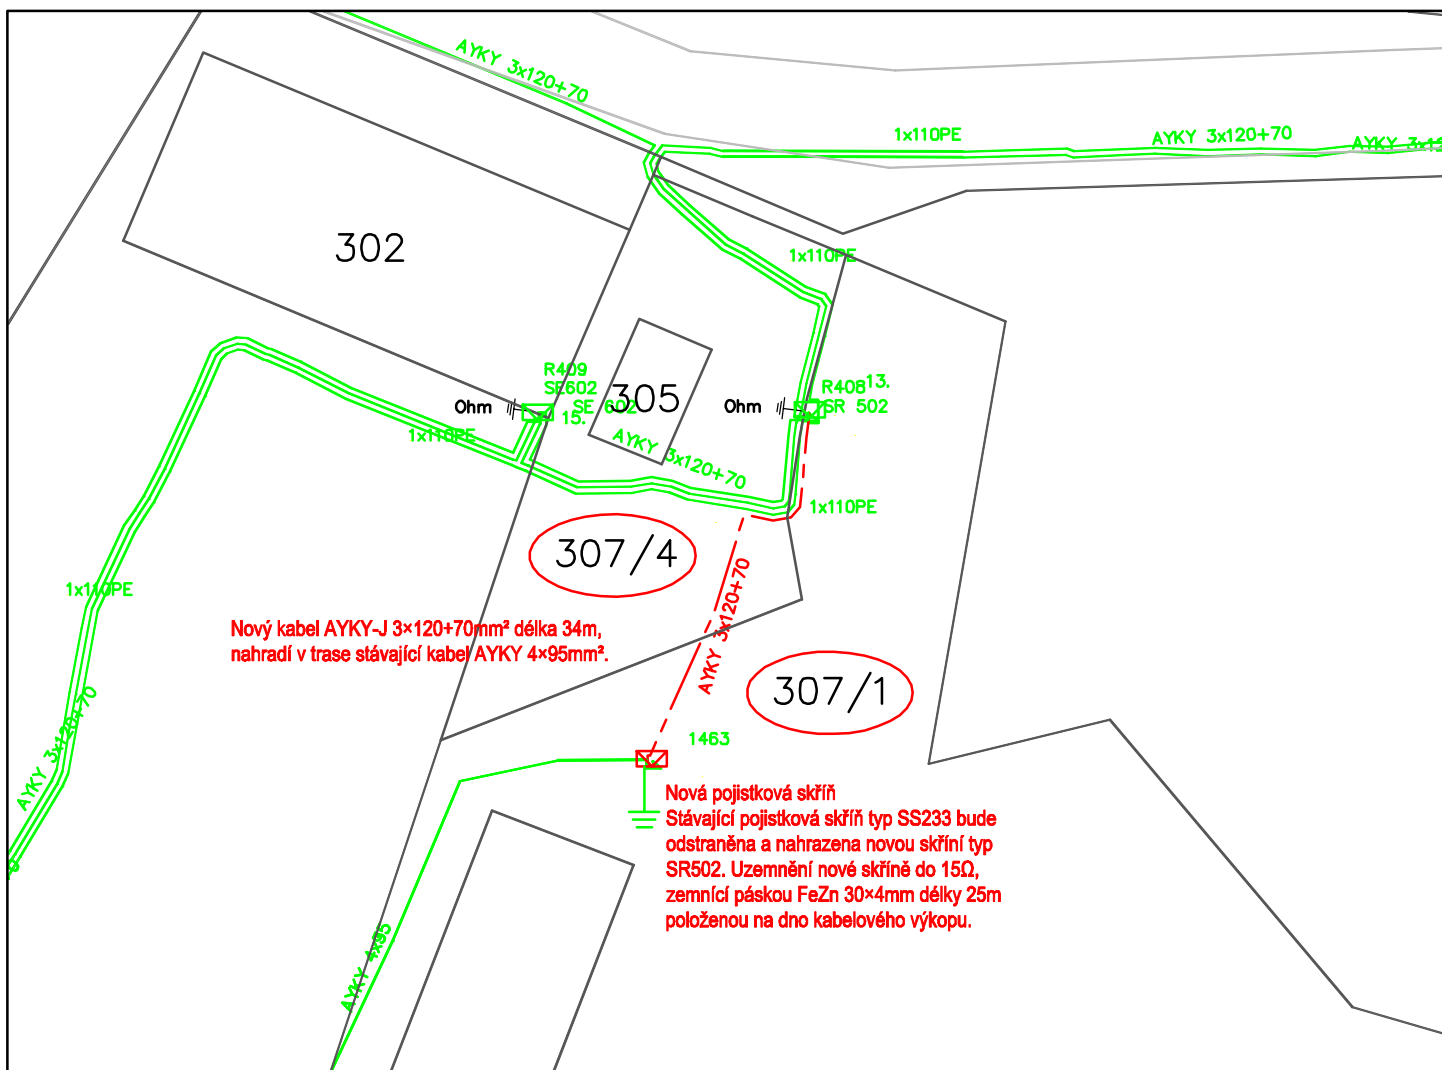 AYKY 3x120+70
1x110PE
AYKY 3x120+70
AYKY 3x12
302
1x110PE
R409
SE602
SE 602
15.
Ohm
305
Ohm
R408
13.
SR 502
1x110PE
AYKY 3x120+70
1x110PE
307/4
1x110PE
AYKY 3x120+70
Nový kabel AYKY-J 3×120+70mm² délka 34m,
nahradí v trase stávající kabel AYKY 4×95mm².
307/1
AYKY 3x120+70
1463
Nová pojistková skříň
Stávající pojistková skříň typ SS233 bude
odstraněna a nahrazena novou skříní typ
SR502. Uzemnění nové skříně do 15Ω,
zemnící páskou FeZn 30×4mm délky 25m
položenou na dno kabelového výkopu.
AYKY 4x95